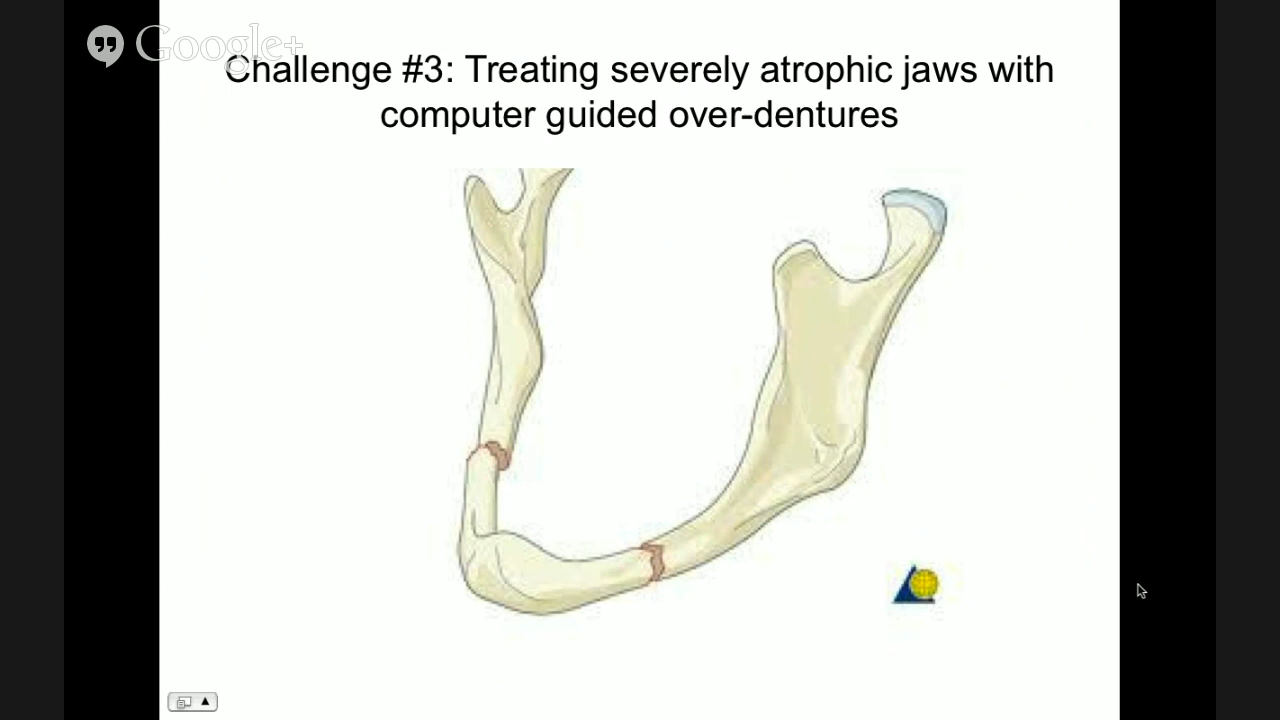 Google+
Challenge #3: Treating severely atrophic jaws with
computer guided over-dentures